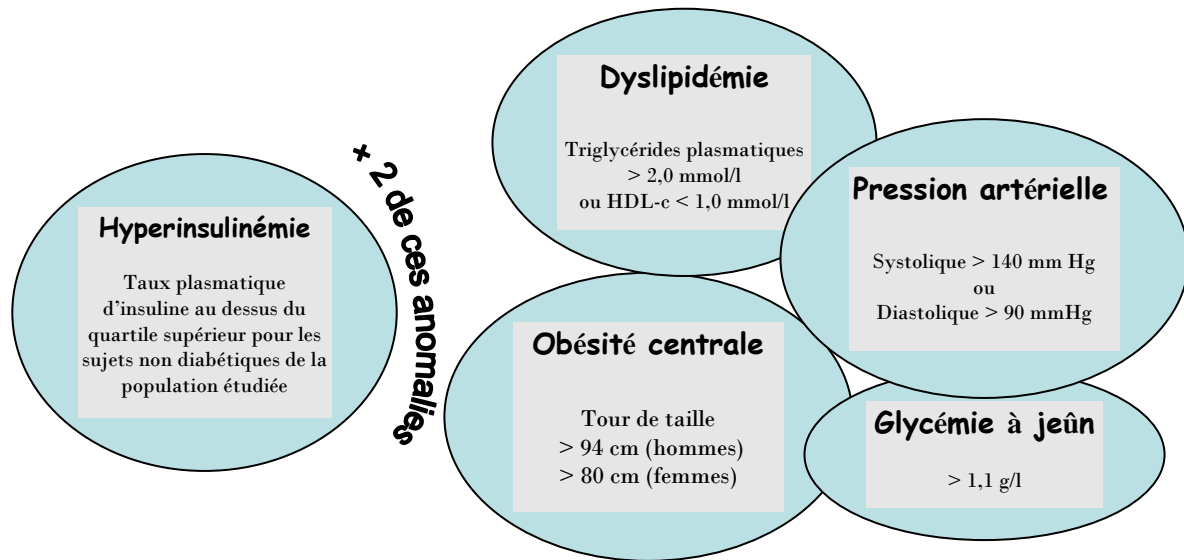 Hyperinsulinémie
Taux plasmatique
d'insuline au dessus du
quartile supérieur pour les
sujets non diabétiques de la
population étudiée
+ 2 de ces anomalies
Dyslipidémie
Triglycérides plasmatiques
> 2,0 mmol/l
ou HDL-c < 1,0 mmol/l
Pression artérielle
Systolique > 140 mm Hg
ou
Diastolique > 90 mmHg
Obésité centrale
Tour de taille
> 94 cm (hommes)
> 80 cm (femmes)
Glycémie à jeûn
> 1,1 g/l